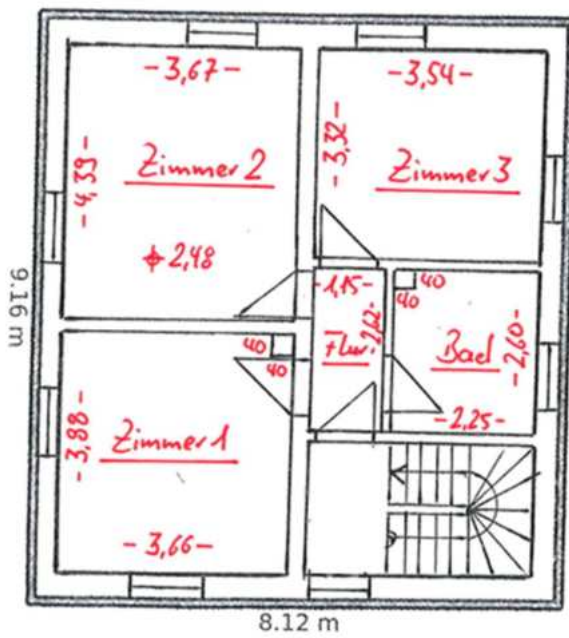 -3,67-
-3,54-
-4,39-
Zimmer 2
-3,32-
Zimmer 3
2,48
9.16 m
-1,15-
40
40
Flur
-2,62-
Bad
-2,60-
40
40
-3,88-
Zimmer 1
-2,25-
-3,66-
8.12 m